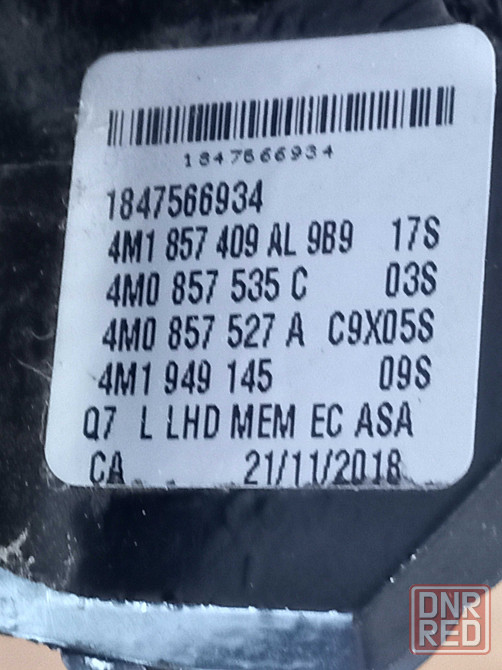 1847566934
1847566934
4M1 857 409 AL 9B9 17S
4M0 857 535 C 03S
4M0 857 527 A C9X05S
4M1 949 145 09S
Q7 L LHD MEM EC ASA
CA 21/11/2018
DNR
RED